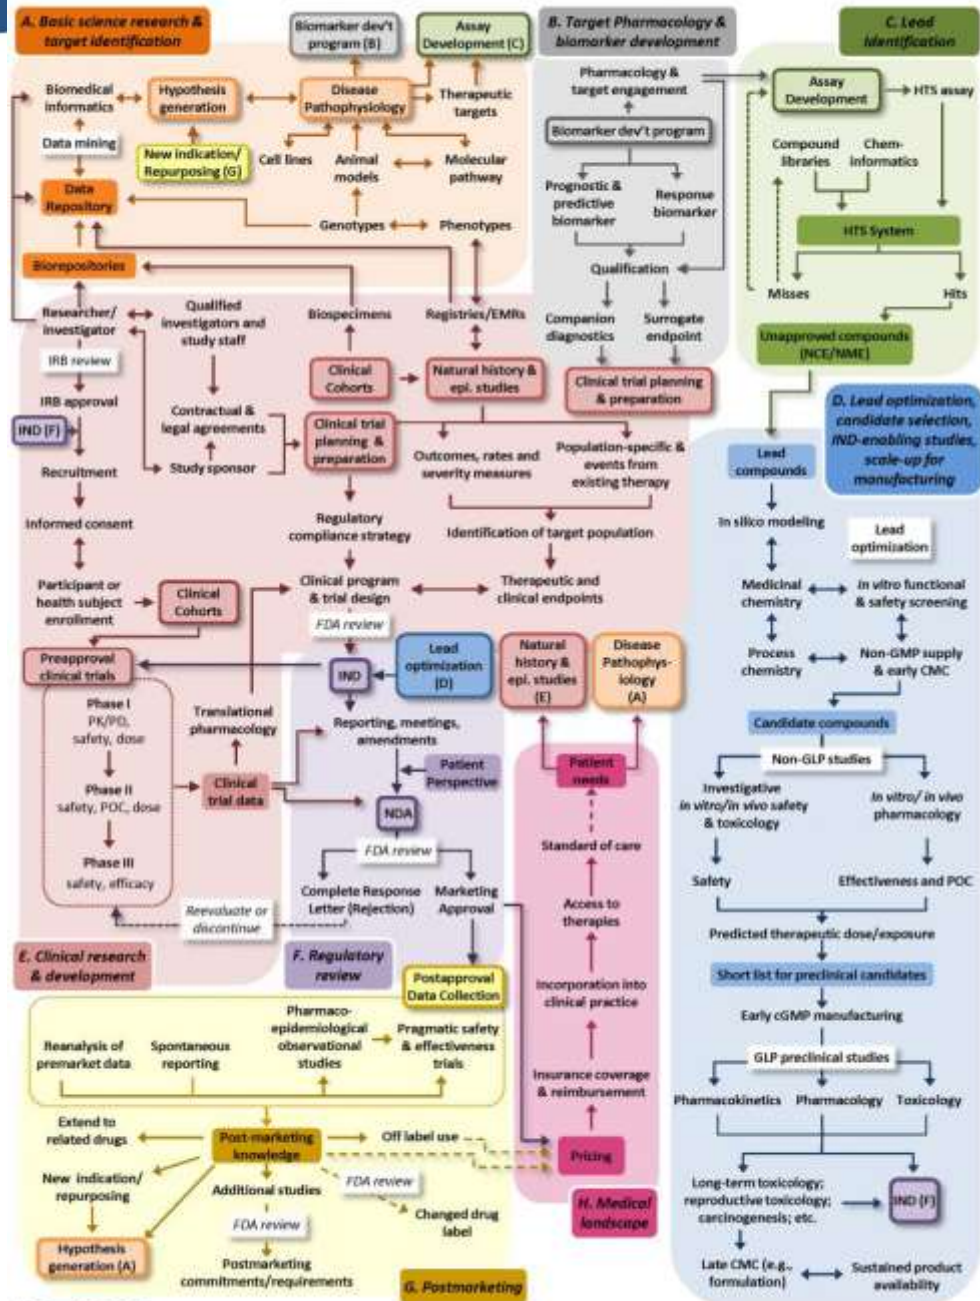 A. Basic science research &
target identification
Biomarker dev't
program (B)
Assay
Development (C)
Biomedical
informatics
Hypothesis
generation
Disease
Pathophysiology
Therapeutic
targets
Data mining
New indication/
Repurposing (G)
Cell lines
Animal
models
Molecular
pathway
Data
Repository
Genotypes
Phenotypes
Biorepositories
B. Target Pharmacology &
biomarker development
Pharmacology &
target engagement
Biomarker dev't program
Prognostic &
predictive
biomarker
Response
biomarker
Qualification
Companion
diagnostics
Surrogate
endpoint
Clinical trial planning
& preparation
C. Lead
Identification
Assay
Development
HTS assay
Compound
libraries
Chem-
informatics
HTS System
Misses
Hits
Unapproved compounds
(NCE/NME)
Researcher/
investigator
Qualified
investigators and
study staff
Biospecimens
Registries/EMRs
IRB review
Clinical
Cohorts
Natural history &
epi. studies
IRB approval
IND (F)
Contractual &
legal agreements
Clinical trial
planning &
preparation
Recruitment
Study sponsor
Outcomes, rates and
severity measures
Population-specific &
events from
existing therapy
Informed consent
Regulatory
compliance strategy
Identification of target population
Participant or
health subject
enrollment
Clinical
Cohorts
Clinical program
& trial design
Therapeutic and
clinical endpoints
FDA review
Preapproval
clinical trials
IND
Lead
optimization
(D)
Natural
history &
epi. studies
(E)
Disease
Pathophys-
iology
(A)
Phase I
PK/PD,
safety, dose
Translational
pharmacology
Reporting, meetings,
amendments
Phase II
safety, POC, dose
Clinical
trial data
Patient
Perspective
NDA
Phase III
safety, efficacy
FDA review
Complete Response
Letter (Rejection)
Marketing
Approval
Reevaluate or
discontinue
E. Clinical research
& development
F. Regulatory
review
D. Lead optimization,
candidate selection,
IND-enabling studies,
scale-up for
manufacturing
Lead
compounds
In silico modeling
Lead
optimization
Medicinal
chemistry
In vitro functional
& safety screening
Process
chemistry
Non-GMP supply
& early CMC
Candidate compounds
Non-GLP studies
Investigative
in vitro/in vivo safety
& toxicology
In vitro/ in vivo
pharmacology
Safety
Effectiveness and POC
Predicted therapeutic dose/exposure
Short list for preclinical candidates
Early cGMP manufacturing
GLP preclinical studies
Pharmacokinetics
Pharmacology
Toxicology
Long-term toxicology;
reproductive toxicology;
carcinogenesis; etc.
IND (F)
Late CMC (e.g.,
formulation)
Sustained product
availability
Patient
needs
Standard of care
Access to
therapies
Incorporation into
clinical practice
Insurance coverage
& reimbursement
Pricing
H. Medical
landscape
Postapproval
Data Collection
Reanalysis of
premarket data
Spontaneous
reporting
Pharmaco-
epidemiological
observational
studies
Pragmatic safety
& effectiveness
trials
Extend to
related drugs
Post-marketing
knowledge
Off label use
New indication/
repurposing
Additional studies
FDA review
Changed drug
label
FDA review
Hypothesis
generation (A)
Postmarketing
commitments/requirements
G. Postmarketing